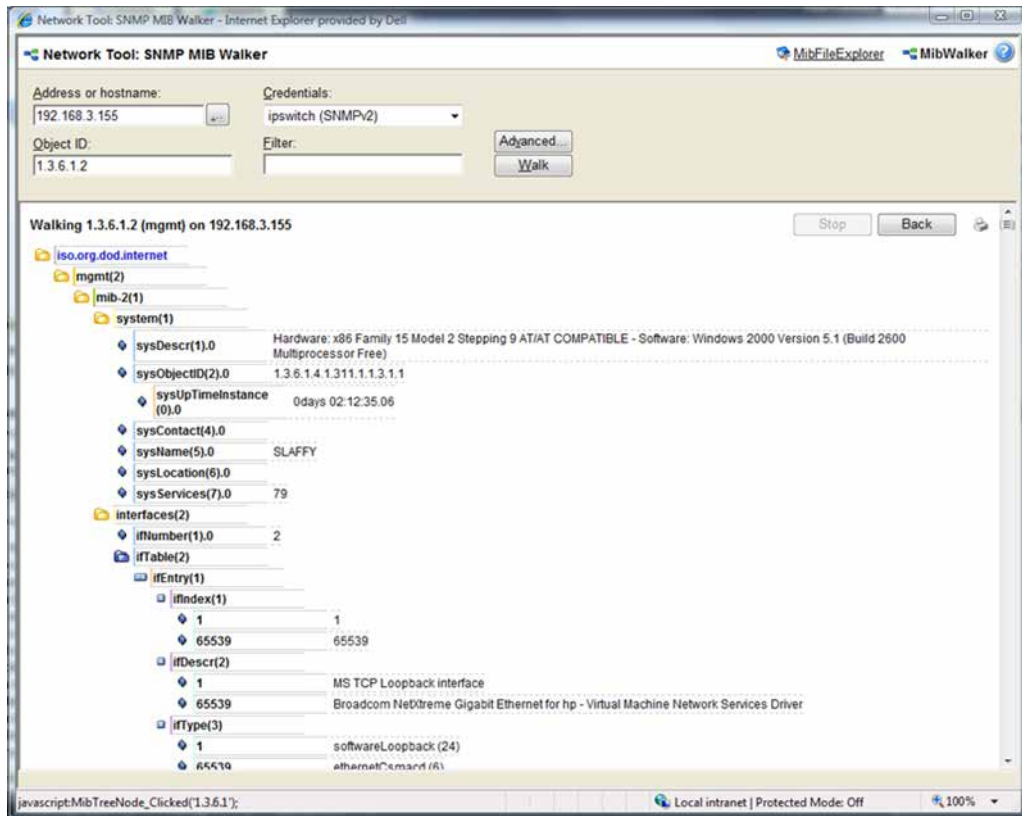 Network Tool: SNMP MIB Walker - Internet Explorer provided by Dell
Network Tool: SNMP MIB Walker
MibFileExplorer
MibWalker
Address or hostname:
Credentials:
192.168.3.155
...
ipswitch (SNMPv2)
Object ID:
Filter:
Advanced...
1.3.6.1.2
Walk
Walking 1.3.6.1.2 (mgmt) on 192.168.3.155
Stop
Back
iso.org.dod.internet
mgmt(2)
mib-2(1)
system(1)
sysDescr(1).0 Hardware: x86 Family 15 Model 2 Stepping 9 AT/AT COMPATIBLE - Software: Windows 2000 Version 5.1 (Build 2600
Multiprocessor Free)
sysObjectID(2).0 1.3.6.1.4.1.311.1.1.3.1.1
sysUpTimeInstance
(0).0 0days 02:12:35.06
sysContact(4).0
sysName(5).0 SLAFFY
sysLocation(6).0
sysServices(7).0 79
interfaces(2)
ifNumber(1).0 2
ifTable(2)
ifEntry(1)
ifIndex(1)
1 1
65539 65539
ifDescr(2)
1 MS TCP Loopback interface
65539 Broadcom NetXtreme Gigabit Ethernet for hp - Virtual Machine Network Services Driver
ifType(3)
1 softwareLoopback (24)
65539 ethernetCsmacd (6)
javascript:MibTreeNode_Clicked('1.3.6.1');
Local intranet | Protected Mode: Off
100%